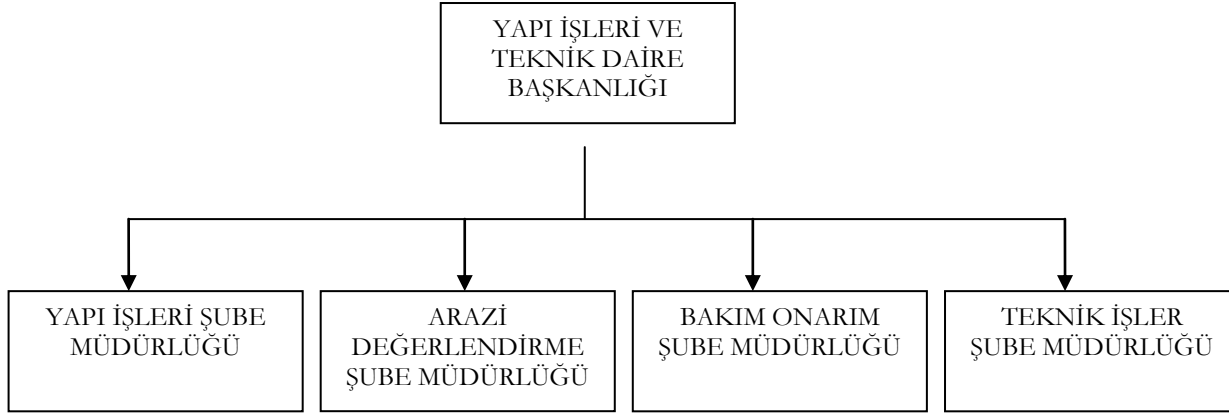 YAPI İŞLERİ VE
TEKNİK DAİRE
BAŞKANLIĞI
YAPI İŞLERİ ŞUBE
MÜDÜRLÜĞÜ
ARAZİ
DEĞERLENDİRME
ŞUBE MÜDÜRLÜĞÜ
BAKIM ONARIM
ŞUBE MÜDÜRLÜĞÜ
TEKNİK İŞLER
ŞUBE MÜDÜRLÜĞÜ